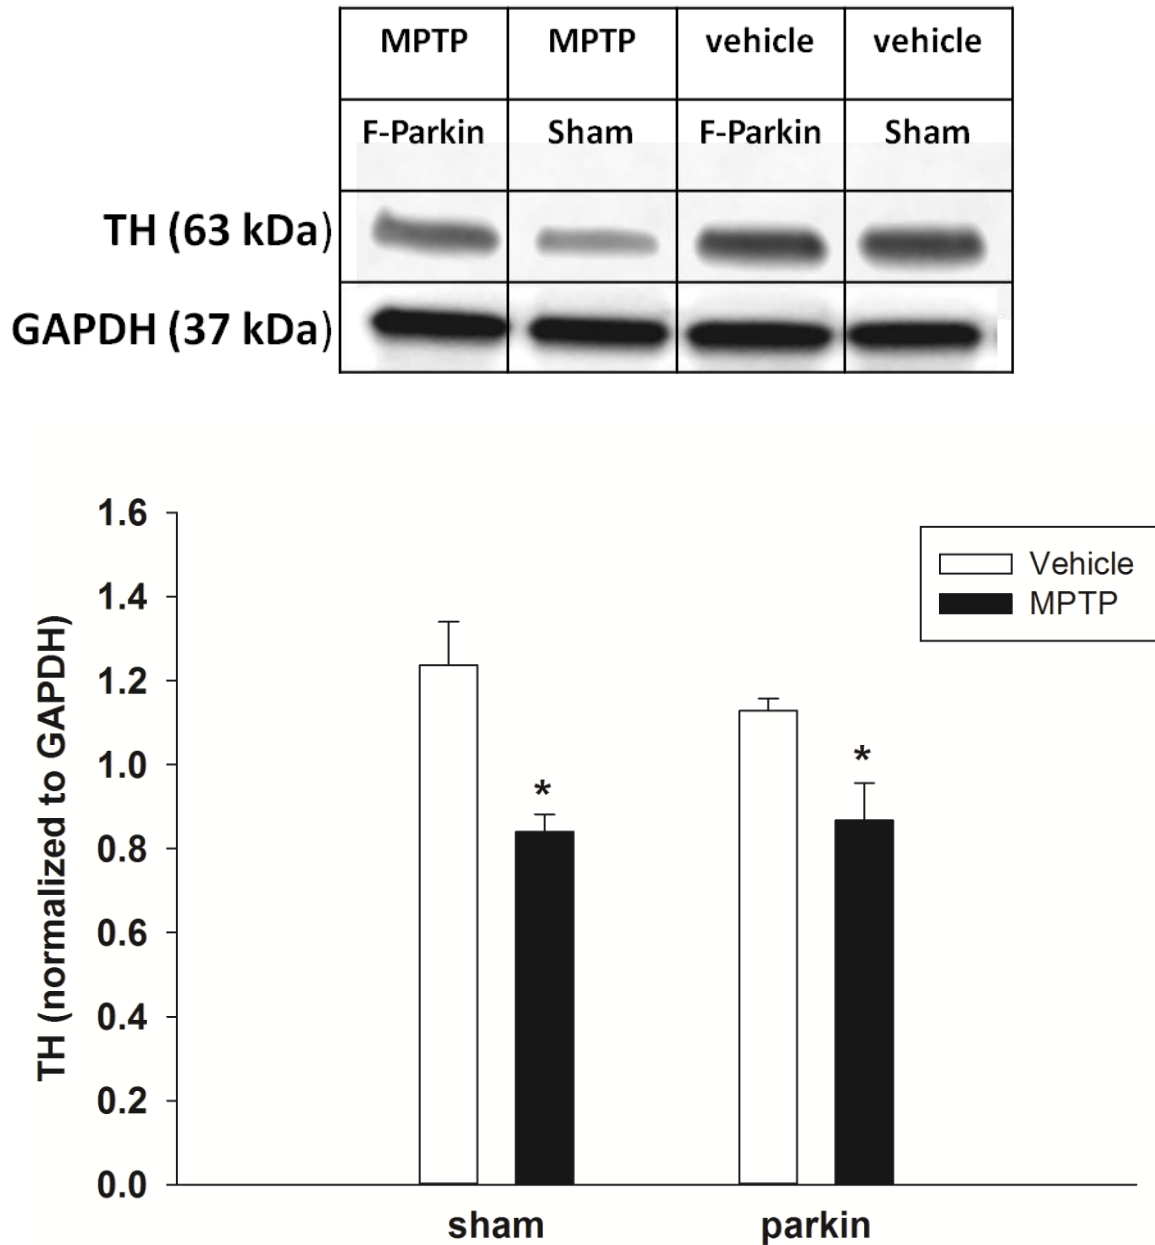 MPTP MPTP vehicle vehicle
F-Parkin Sham F-Parkin Sham
TH (63 kDa)
GAPDH (37 kDa)
1.6
1.4
1.2
1.0
0.8
0.6
0.4
0.2
0.0
TH (normalized to GAPDH)
Vehicle
MPTP
*
*
sham parkin